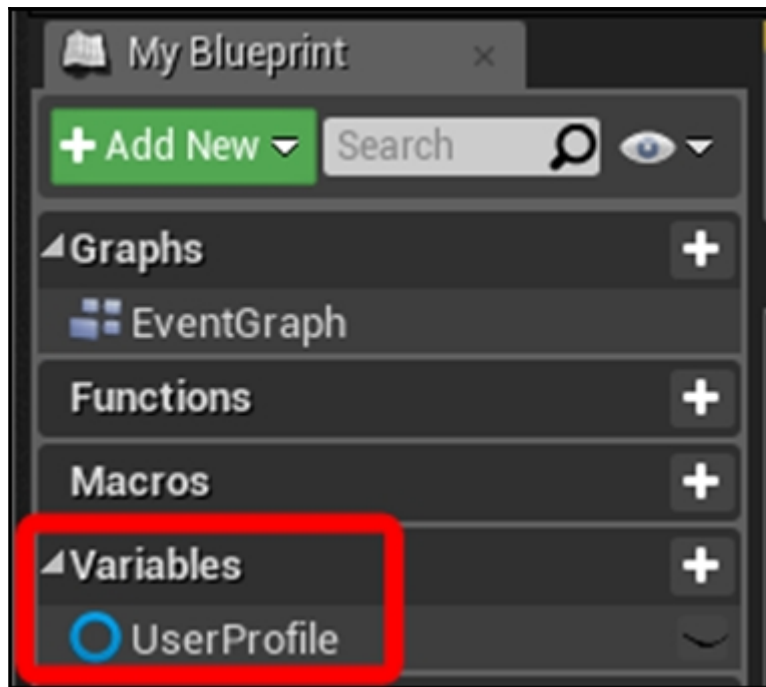 My Blueprint
Add New Search
Graphs
EventGraph
Functions
Macros
Variables
UserProfile